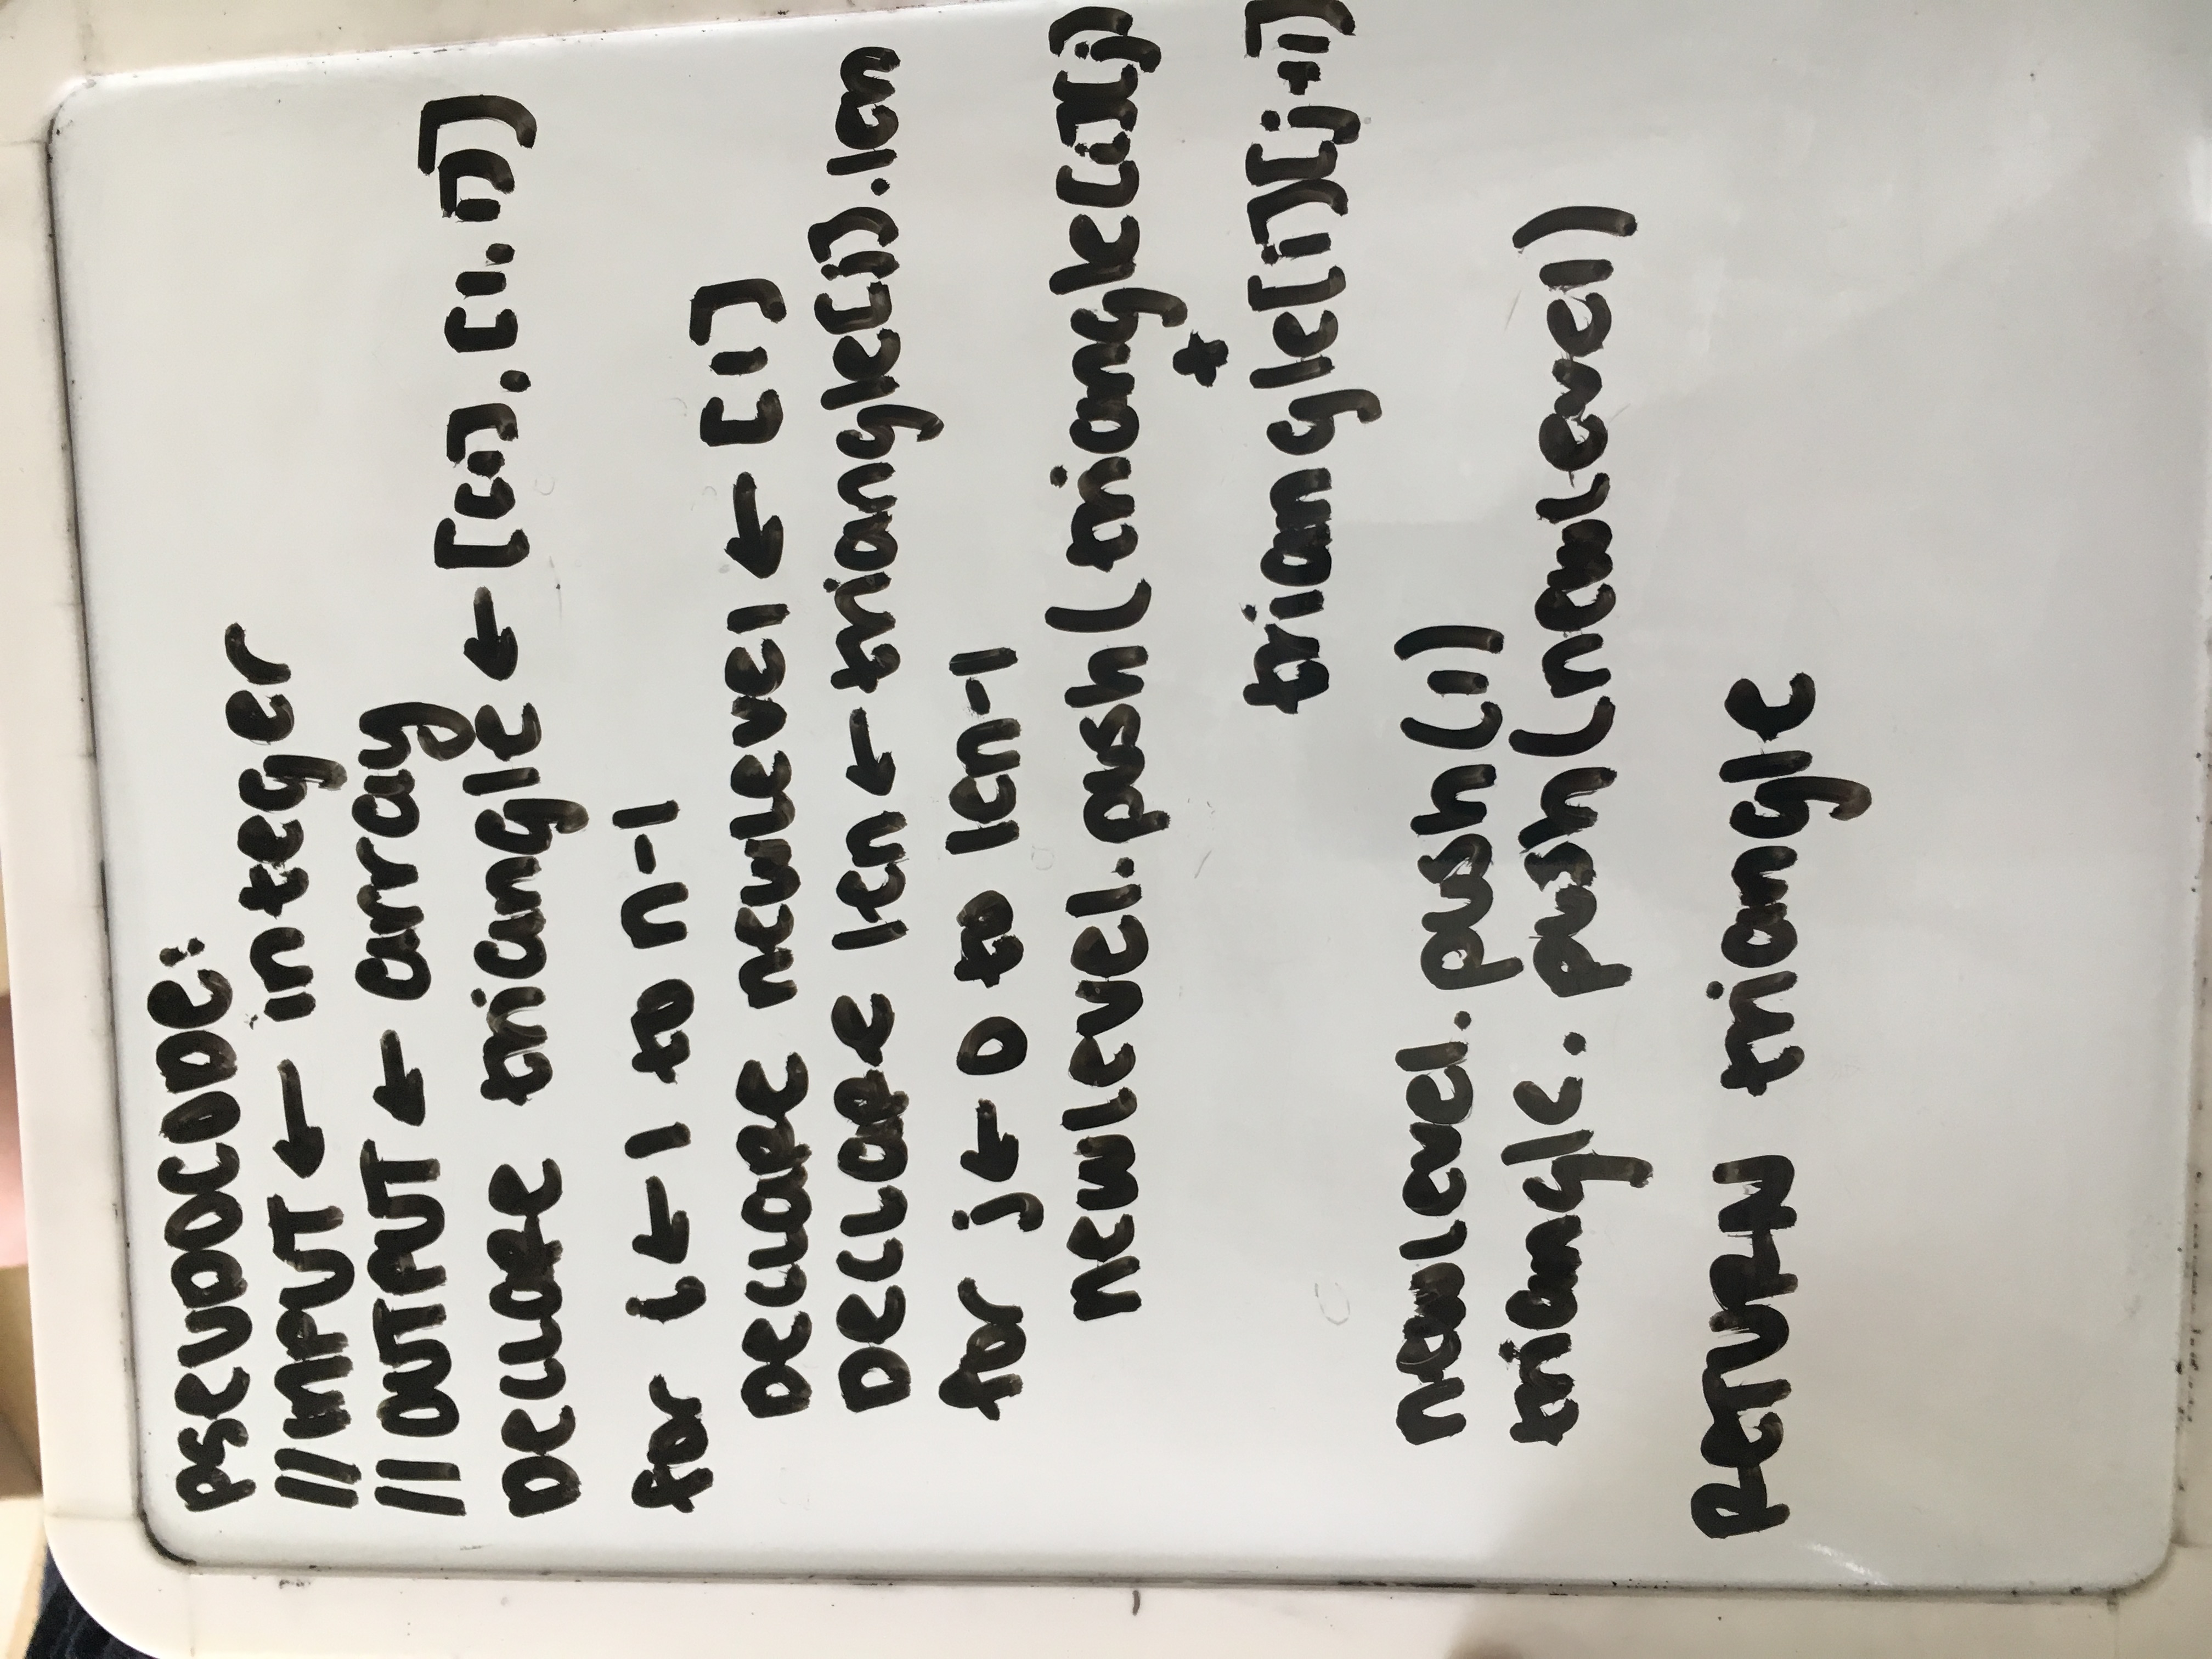 PSEUDOCODE:
//INPUT ← integer
//OUTPUT ← array
DECLARE triangle ← [[1], [1, 1]]
for i ← 1 to n-1
DECLARE newlevel ← [1]
DECLARE len ← triangle[i].len
for j ← 0 to len-1
newlevel.push(triangle[i][j]
+
triangle[i][j+1]
newlevel.push(1)
triangle.push(newlevel)
RETURN triangle